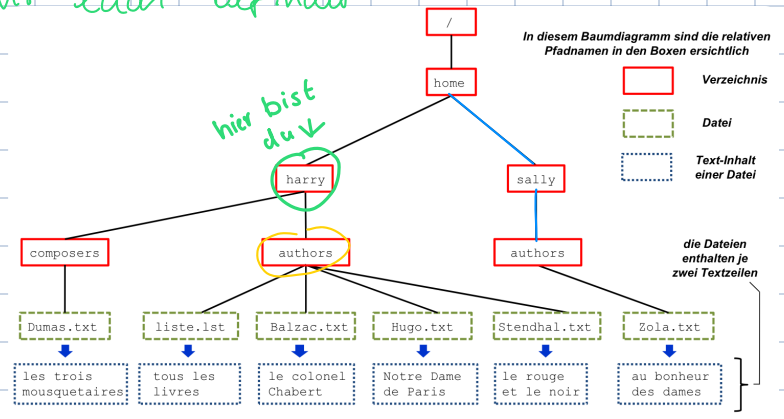 /
In diesem Baumdiagramm sind die relativen
Pfadnamen in den Boxen ersichtlich
home
Verzeichnis
hier bist
du
Datei
harry
sally
Text-Inhalt
einer Datei
composers
authors
authors
die Dateien
enthalten je
zwei Textzeilen
Dumas.txt
liste.lst
Balzac.txt
Hugo.txt
Stendhal.txt
Zola.txt
les trois
mousquetaires
tous les
livres
le colonel
Chabert
Notre Dame
de Paris
le rouge
et le noir
au bonheur
des dames